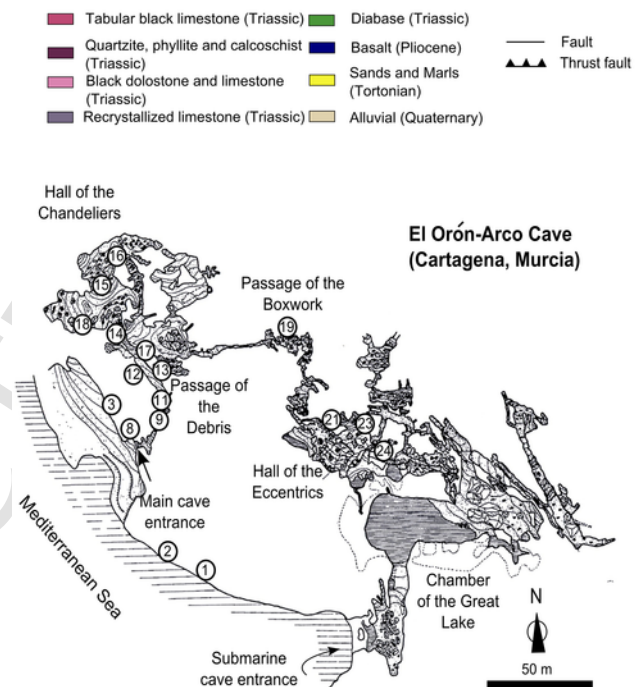 Tabular black limestone (Triassic)
Quartzite, phyllite and calcoschist
(Triassic)
Black dolostone and limestone
(Triassic)
Recrystallized limestone (Triassic)
Diabase (Triassic)
Basalt (Pliocene)
Sands and Marls
(Tortonian)
Alluvial (Quaternary)
Fault
Thrust fault
Hall of the
Chandeliers
El Orón-Arco Cave
(Cartagena, Murcia)
16
15
18
14
17
13
12
11
3
9
8
Passage of the
Boxwork
19
Passage of
the
Debris
21
23
24
Hall of the
Eccentrics
Main cave
entrance
Mediterranean Sea
2
1
Chamber
of the Great
Lake
Submarine
cave entrance
N
50 m